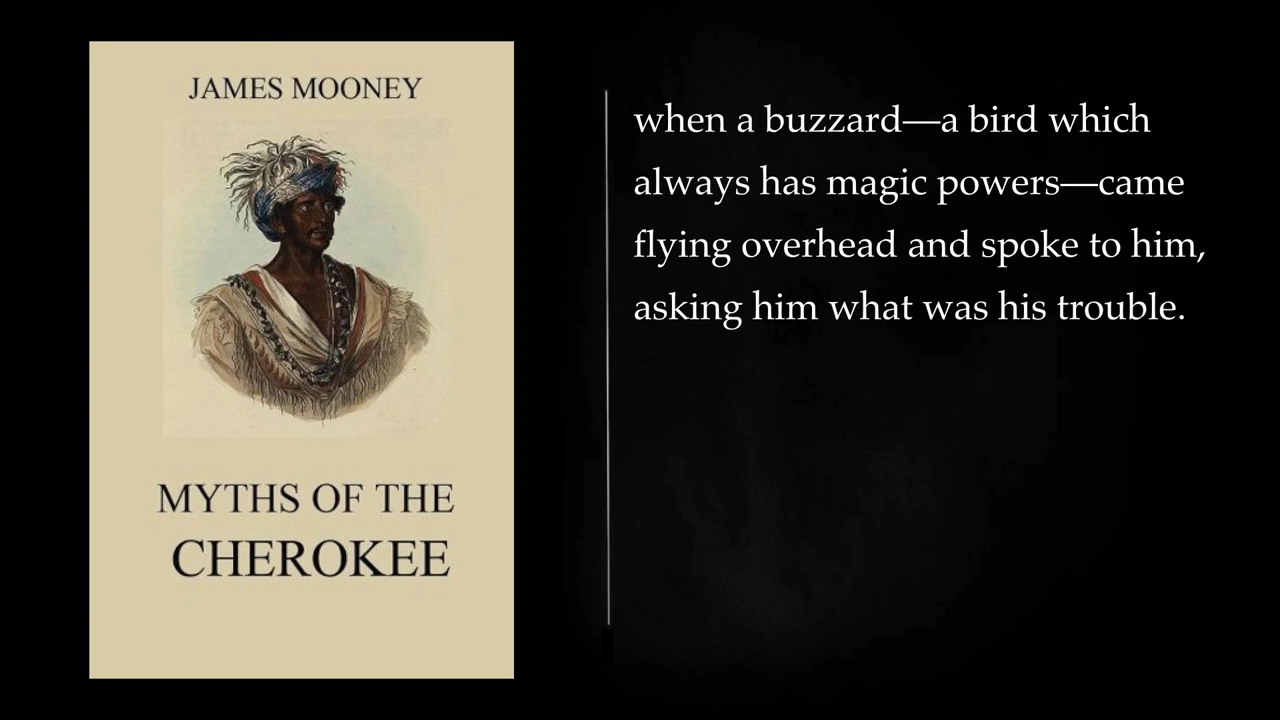 JAMES MOONEY
MYTHS OF THE
CHEROKEE
when a buzzard—a bird which
always has magic powers—came
flying overhead and spoke to him,
asking him what was his trouble.